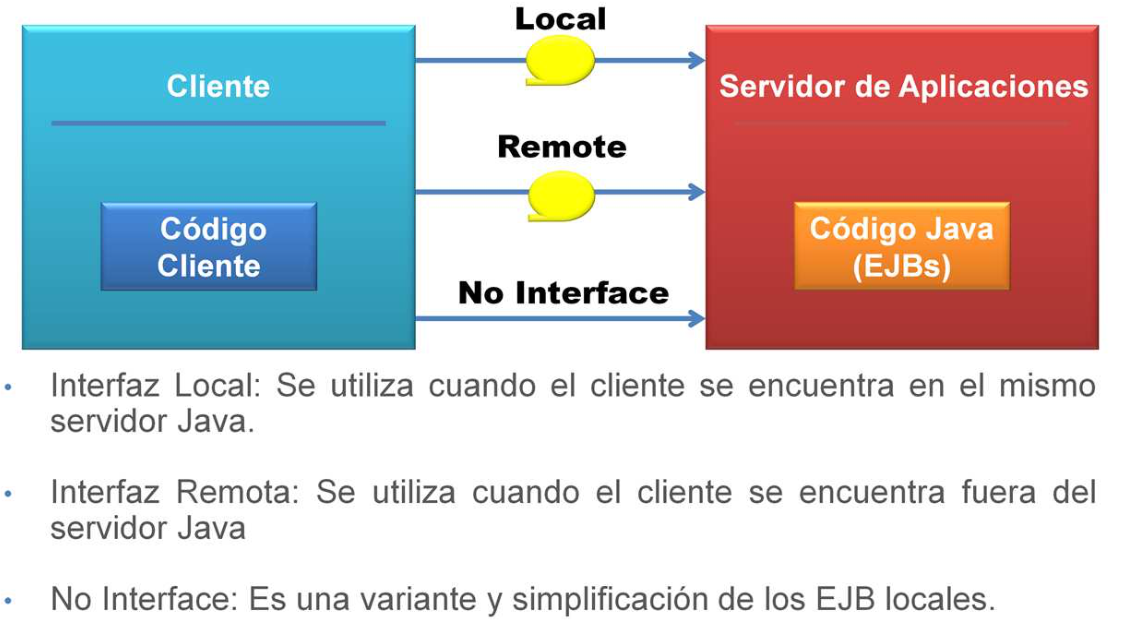 Local
Cliente
Servidor de Aplicaciones
Remote
Código
Cliente
Código Java
(EJBs)
No Interface
• Interfaz Local: Se utiliza cuando el cliente se encuentra en el mismo
servidor Java.
• Interfaz Remota: Se utiliza cuando el cliente se encuentra fuera del
servidor Java
• No Interface: Es una variante y simplificación de los EJB locales.